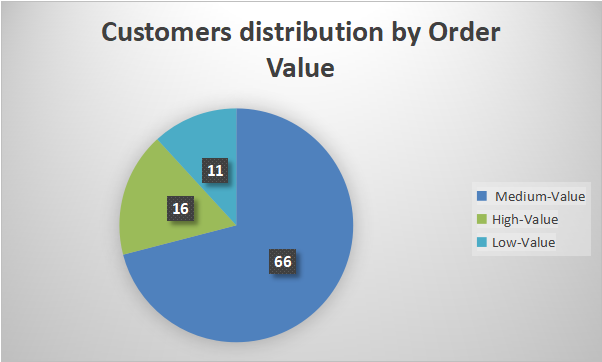 Customers distribution by Order
Value
11
16
66
Medium-Value
High-Value
Low-Value